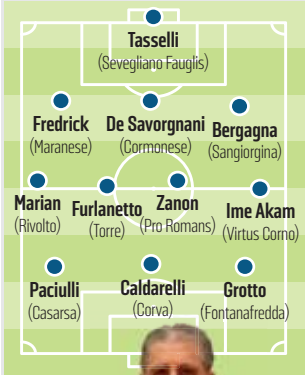 Tasselli
(Sevegliano Fauglis)
Fredrick
(Maranese)
De Savorgnani
(Cormonese)
Bergagna
(Sangiorgina)
Marian
(Rivolto)
Furlanetto
(Torre)
Zanon
(Pro Romans)
Ime Akam
(Virtus Corno)
Paciulli
(Casarsa)
Caldarelli
(Corva)
Grotto
(Fontanafredda)